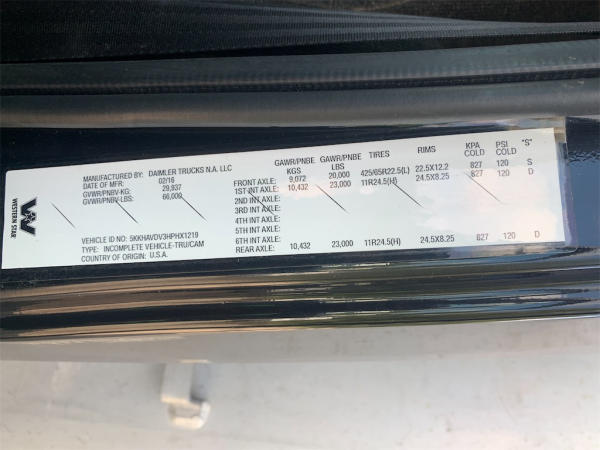 WESTERN STAR
MANUFACTURED BY: DAIMLER TRUCKS N.A. LLC
DATE OF MFR: 02/16
GVWR/PNBV-KG: 29,937
GVWR/PNBV-LBS: 66,000
VEHICLE ID NO.: 5KKHAVDV3HPHX1219
TYPE: INCOMPLETE VEHICLE-TRU/CAM
COUNTRY OF ORIGIN: U.S.A.
GAWR/PNBE KGS GAWR/PNBE LBS TIRES RIMS KPA COLD PSI COLD "S"
FRONT AXLE: 9,072 20,000 425/65R22.5(L) 22.5X12.2 827 120 S
1ST INT AXLE: 10,432 23,000 11R24.5(H) 24.5X8.25 827 120 D
2ND INT AXLE:
3RD INT AXLE:
4TH INT AXLE:
5TH INT AXLE:
6TH INT AXLE:
REAR AXLE: 10,432 23,000 11R24.5(H) 24.5X8.25 827 120 D